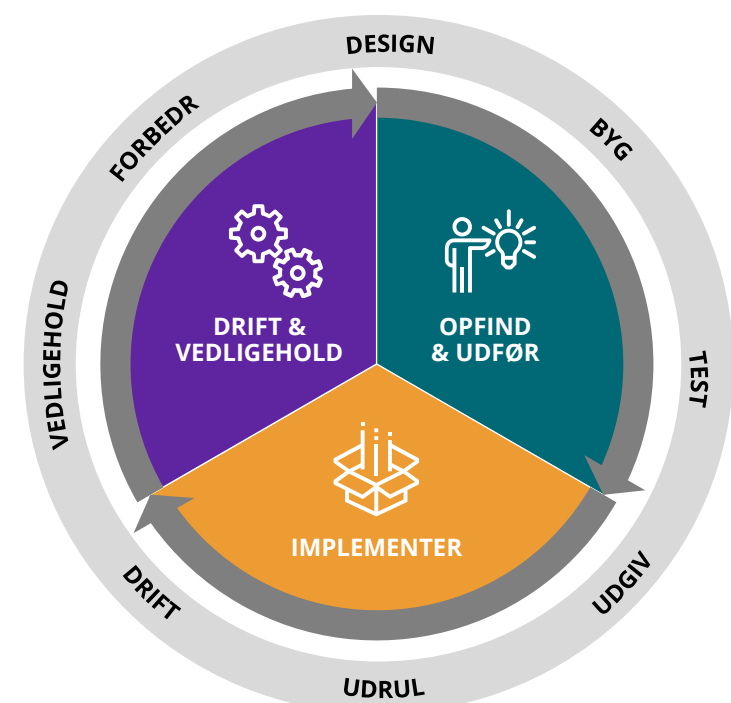 DESIGN
BYG
TEST
UDGIV
UDRUL
DRIFT
VEDLIGEHOLD
FORBEDR
OPFIND
& UDFØR
IMPLEMENTER
DRIFT &
VEDLIGEHOLD